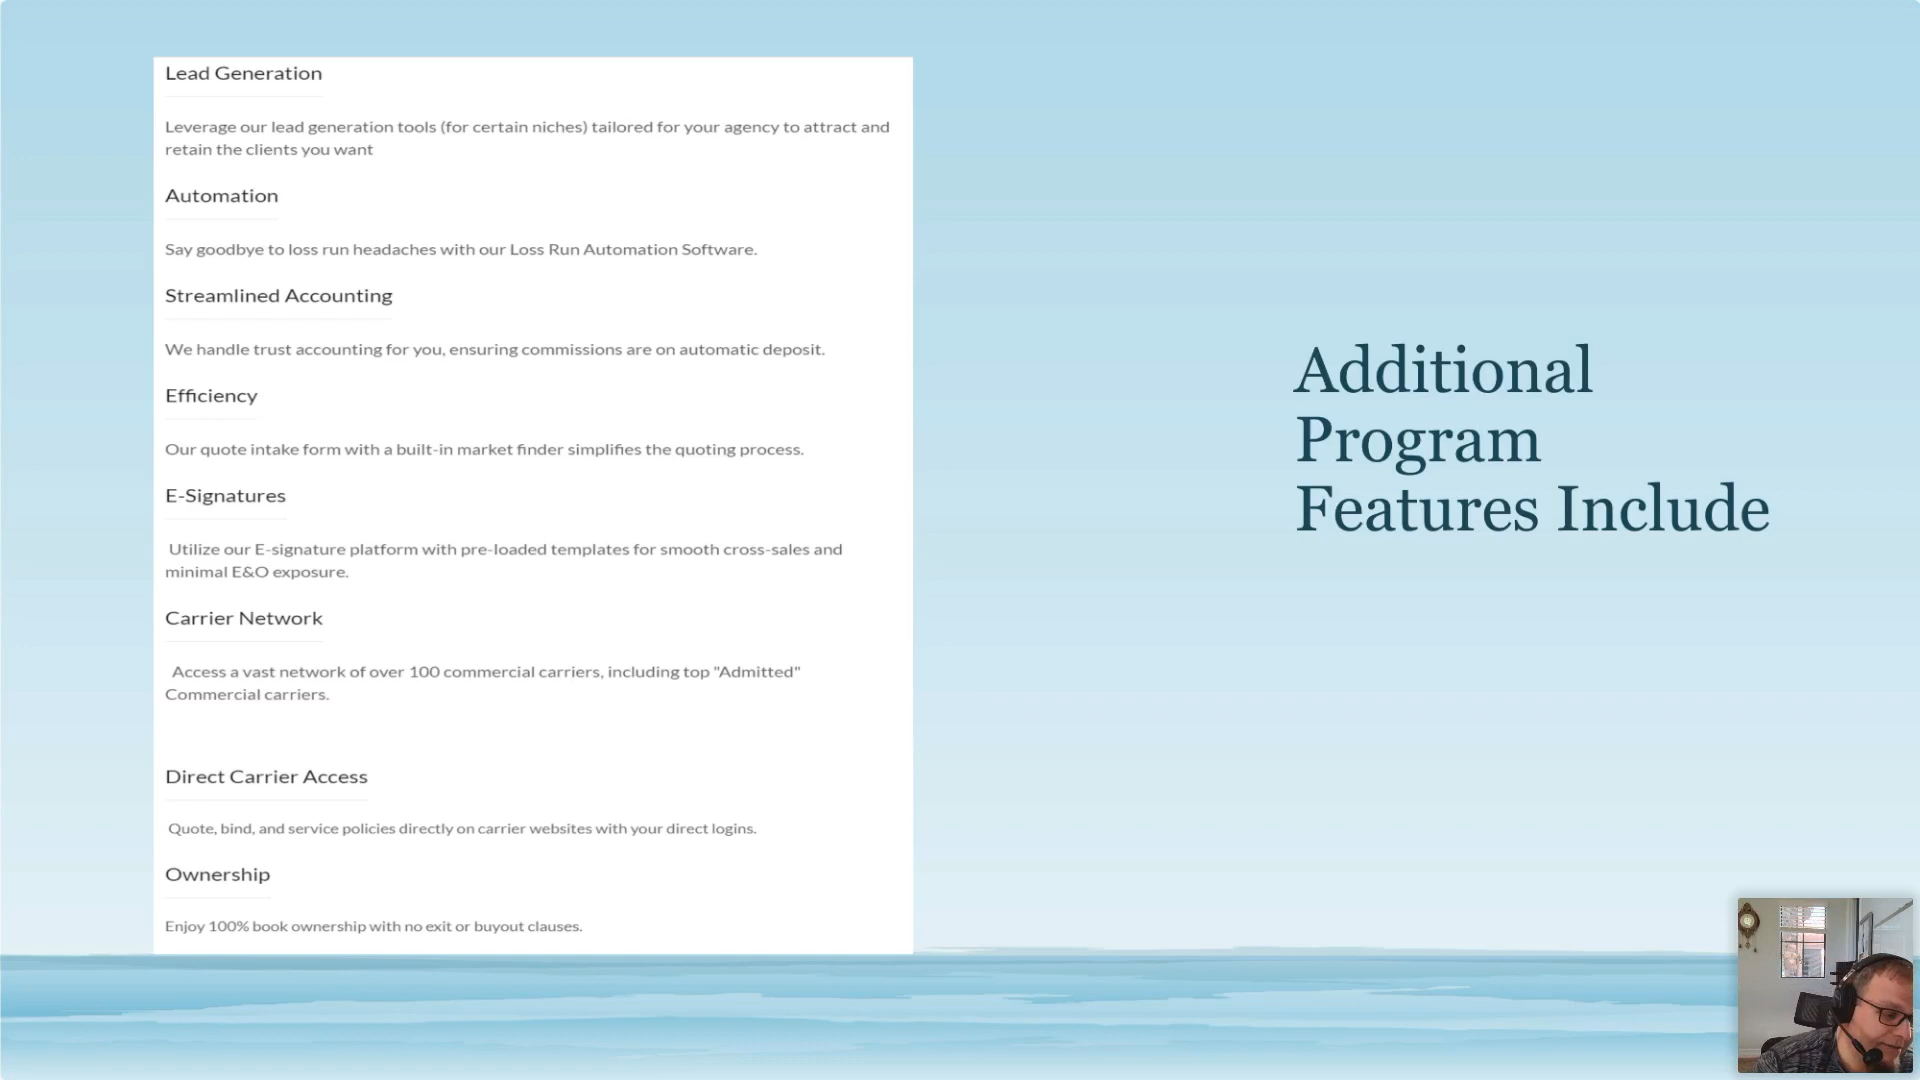 Lead Generation
Leverage our lead generation tools (for certain niches) tailored for your agency to attract and
retain the clients you want
Automation
Say goodbye to loss run headaches with our Loss Run Automation Software.
Streamlined Accounting
We handle trust accounting for you, ensuring commissions are on automatic deposit.
Efficiency
Our quote intake form with a built-in market finder simplifies the quoting process.
E-Signatures
Utilize our E-signature platform with pre-loaded templates for smooth cross-sales and
minimal E&O exposure.
Carrier Network
Access a vast network of over 100 commercial carriers, including top "Admitted"
Commercial carriers.
Direct Carrier Access
Quote, bind, and service policies directly on carrier websites with your direct logins.
Ownership
Enjoy 100% book ownership with no exit or buyout clauses.
Additional
Program
Features Include